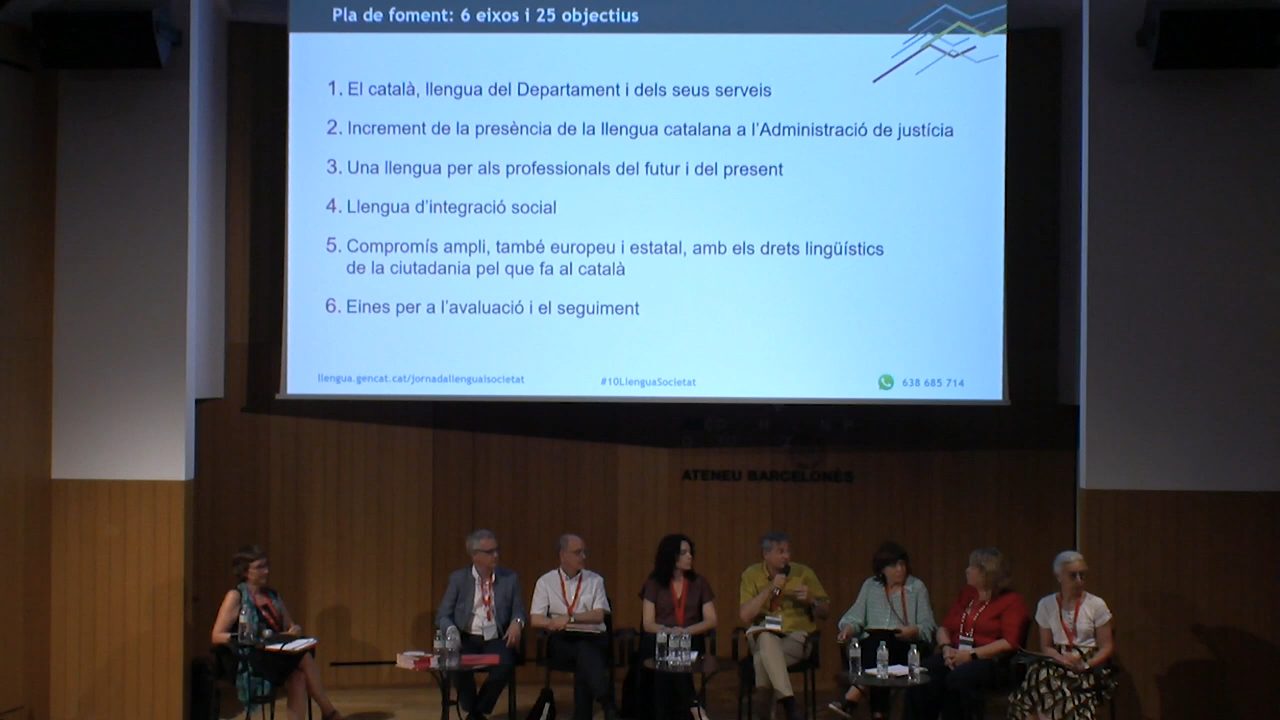 Pla de foment: 6 eixos i 25 objectius
1. El català, llengua del Departament i dels seus serveis
2. Increment de la presència de la llengua catalana a l'Administració de justícia
3. Una llengua per als professionals del futur i del present
4. Llengua d'integració social
5. Compromís ampli, també europeu i estatal, amb els drets lingüístics
de la ciutadania pel que fa al català
6. Eines per a l'avaluació i el seguiment
llengua.gencat.cat/jornadallenguaisocietat
#10LlenguaSocietat
638 685 714
ATENEU BARCELONÈS